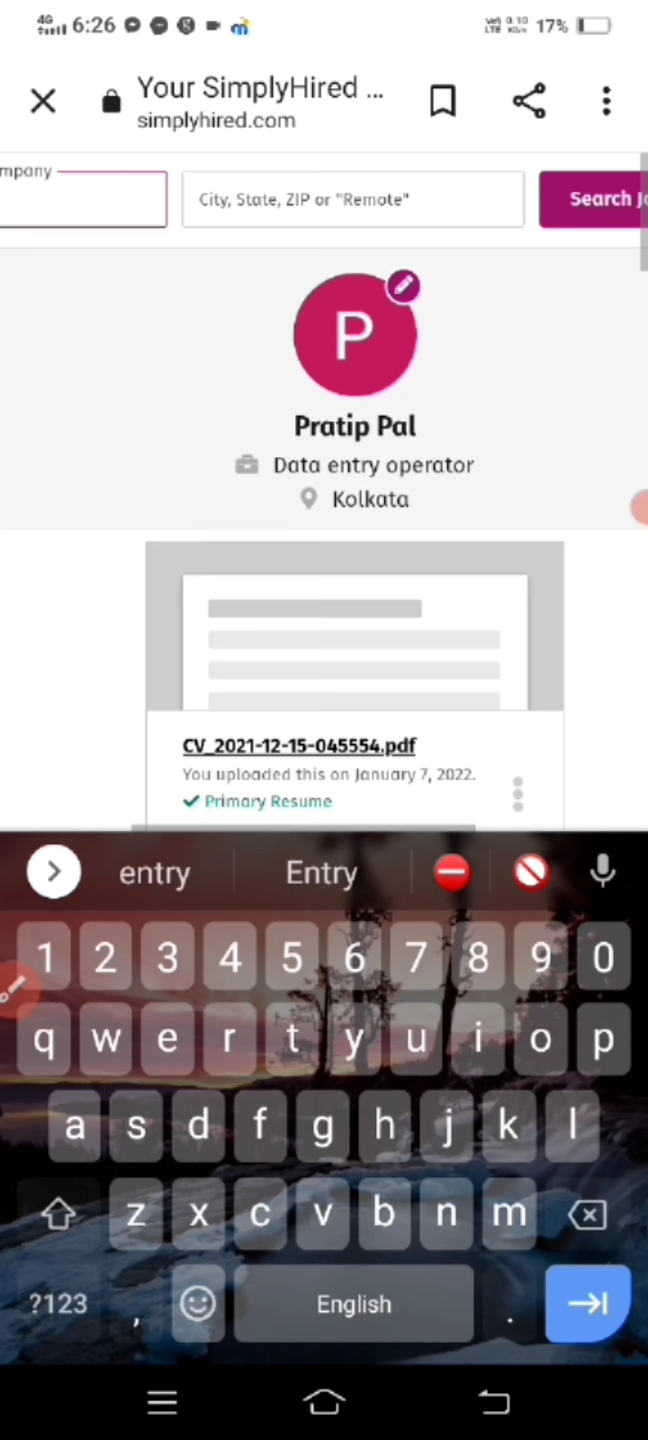 4G 6:26 17%
Your SimplyHired ...
simplyhired.com
mpany
City, State, ZIP or "Remote"
Search J
P
Pratip Pal
Data entry operator
Kolkata
CV_2021-12-15-045554.pdf
You uploaded this on January 7, 2022.
Primary Resume
entry Entry
1 2 3 4 5 6 7 8 9 0
q w e r t y u i o p
a s d f g h j k l
z x c v b n m
?123 , English .